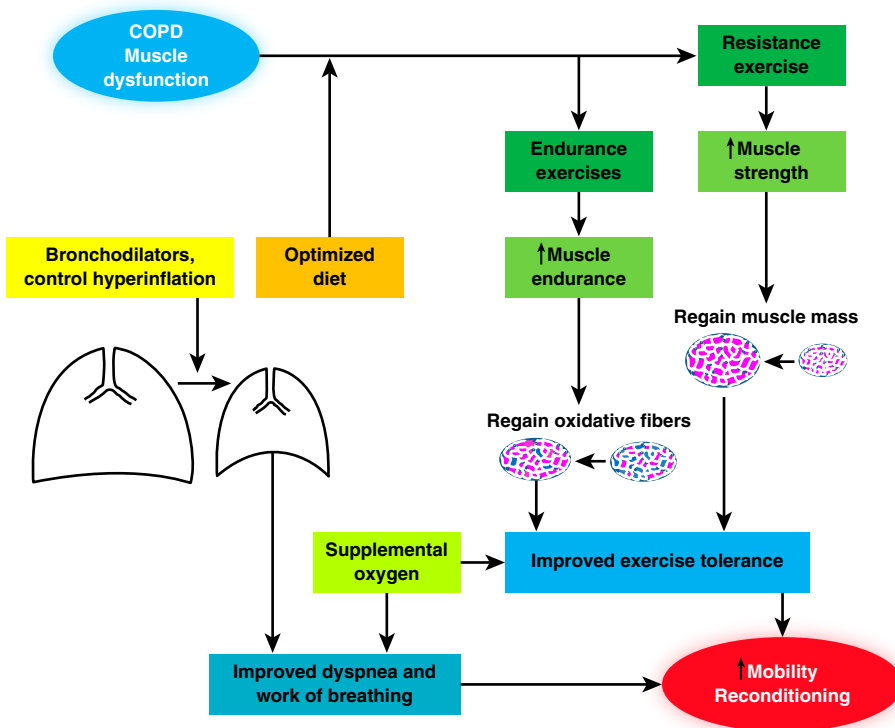 COPD
Muscle
dysfunction
Resistance
exercise
Endurance
exercises
↑Muscle
strength
Bronchodilators,
control hyperinflation
Optimized
diet
↑Muscle
endurance
Regain muscle mass
Regain oxidative fibers
Supplemental
oxygen
Improved exercise tolerance
Improved dyspnea and
work of breathing
↑Mobility
Reconditioning